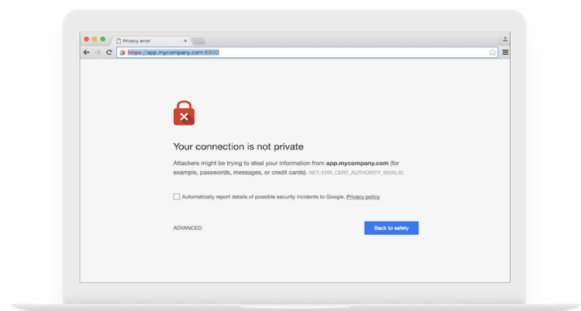 Privacy error
https://app.mycompany.com:8800
Your connection is not private
Attackers might be trying to steal your information from app.mycompany.com (for
example, passwords, messages, or credit cards). NET::ERR_CERT_AUTHORITY_INVALID
Automatically report details of possible security incidents to Google. Privacy policy
ADVANCED
Back to safety